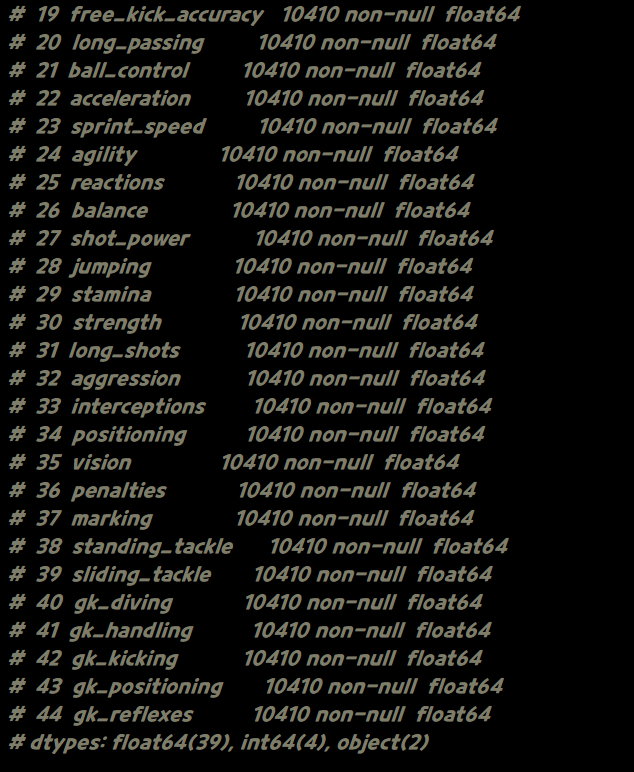 # 19 free_kick_accuracy 10410 non-null float64
# 20 long_passing 10410 non-null float64
# 21 ball_control 10410 non-null float64
# 22 acceleration 10410 non-null float64
# 23 sprint_speed 10410 non-null float64
# 24 agility 10410 non-null float64
# 25 reactions 10410 non-null float64
# 26 balance 10410 non-null float64
# 27 shot_power 10410 non-null float64
# 28 jumping 10410 non-null float64
# 29 stamina 10410 non-null float64
# 30 strength 10410 non-null float64
# 31 long_shots 10410 non-null float64
# 32 aggression 10410 non-null float64
# 33 interceptions 10410 non-null float64
# 34 positioning 10410 non-null float64
# 35 vision 10410 non-null float64
# 36 penalties 10410 non-null float64
# 37 marking 10410 non-null float64
# 38 standing_tackle 10410 non-null float64
# 39 sliding_tackle 10410 non-null float64
# 40 gk_diving 10410 non-null float64
# 41 gk_handling 10410 non-null float64
# 42 gk_kicking 10410 non-null float64
# 43 gk_positioning 10410 non-null float64
# 44 gk_reflexes 10410 non-null float64
# dtypes: float64(39), int64(4), object(2)